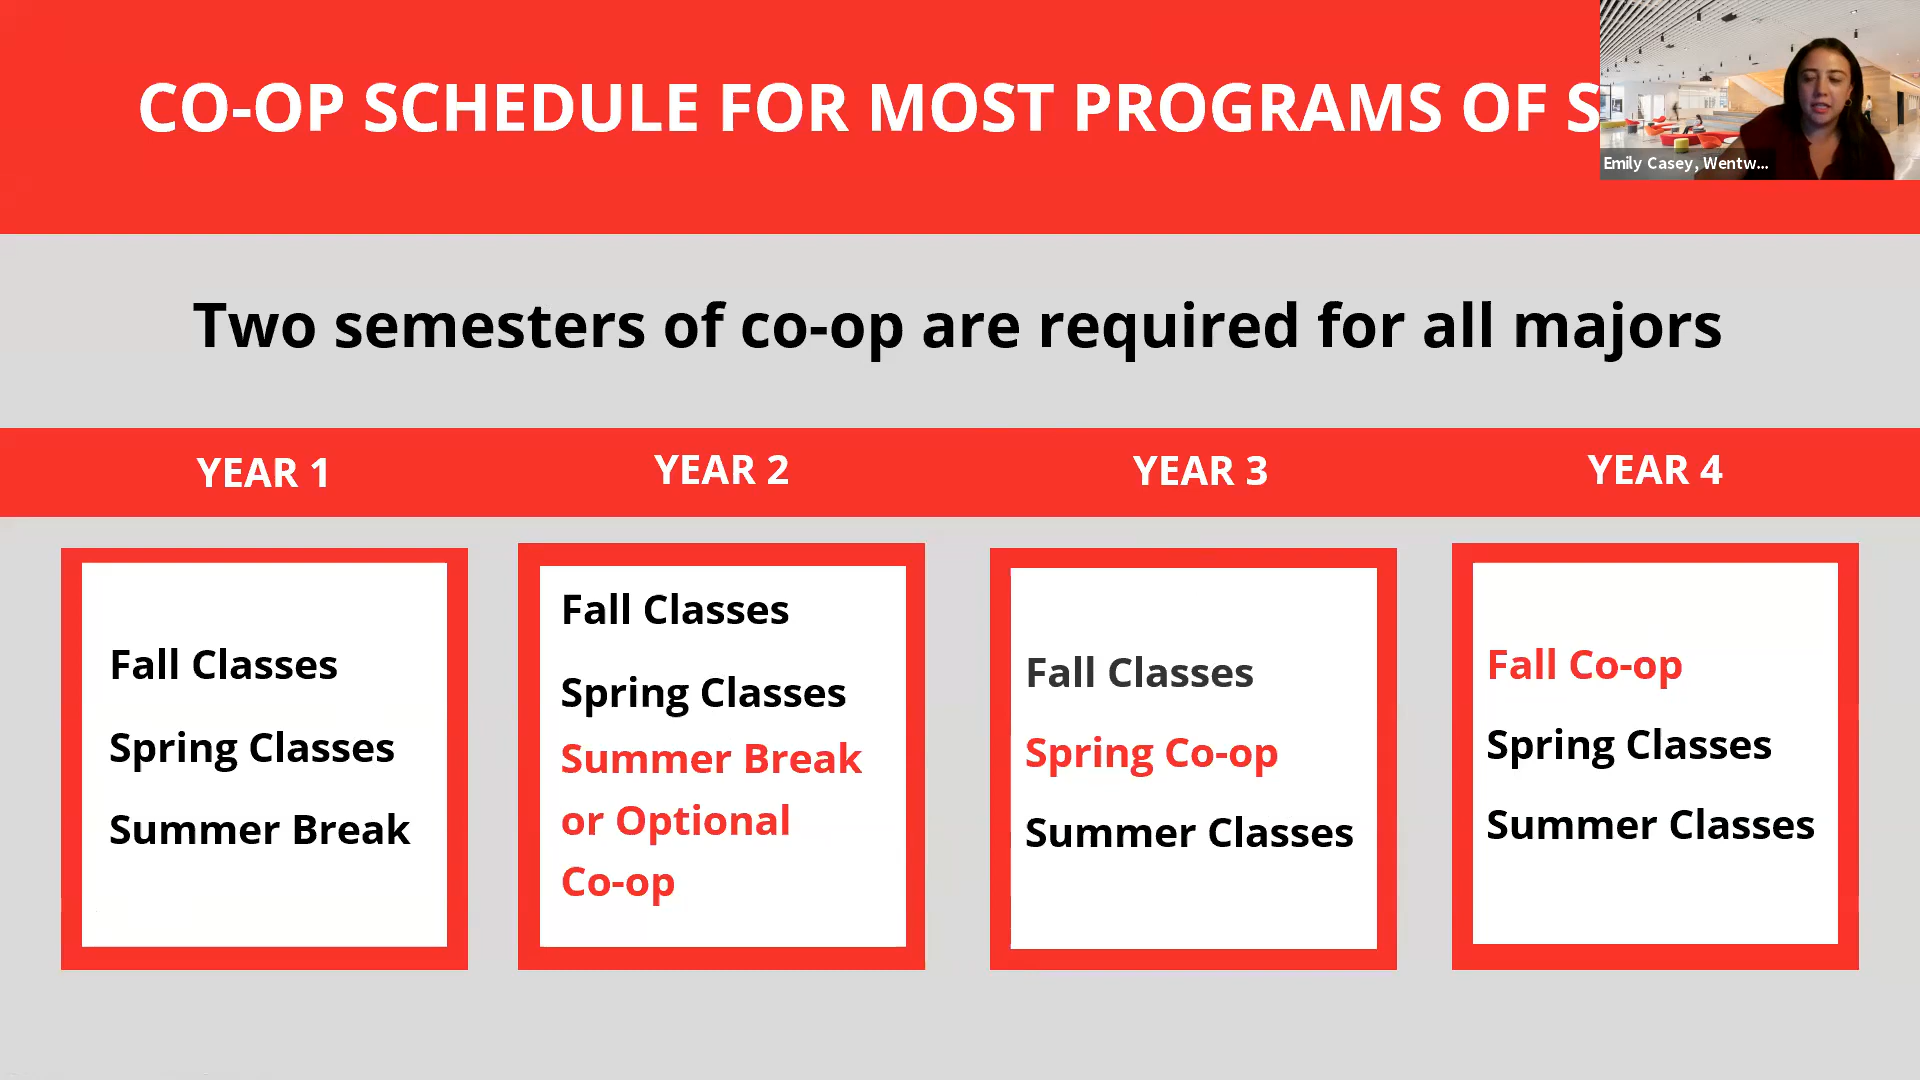 CO-OP SCHEDULE FOR MOST PROGRAMS OF S
Emily Casey, Wentw...
Two semesters of co-op are required for all majors
YEAR 1
YEAR 2
YEAR 3
YEAR 4
Fall Classes
Spring Classes
Summer Break
Fall Classes
Spring Classes
Summer Break
or Optional
Co-op
Fall Classes
Spring Co-op
Summer Classes
Fall Co-op
Spring Classes
Summer Classes